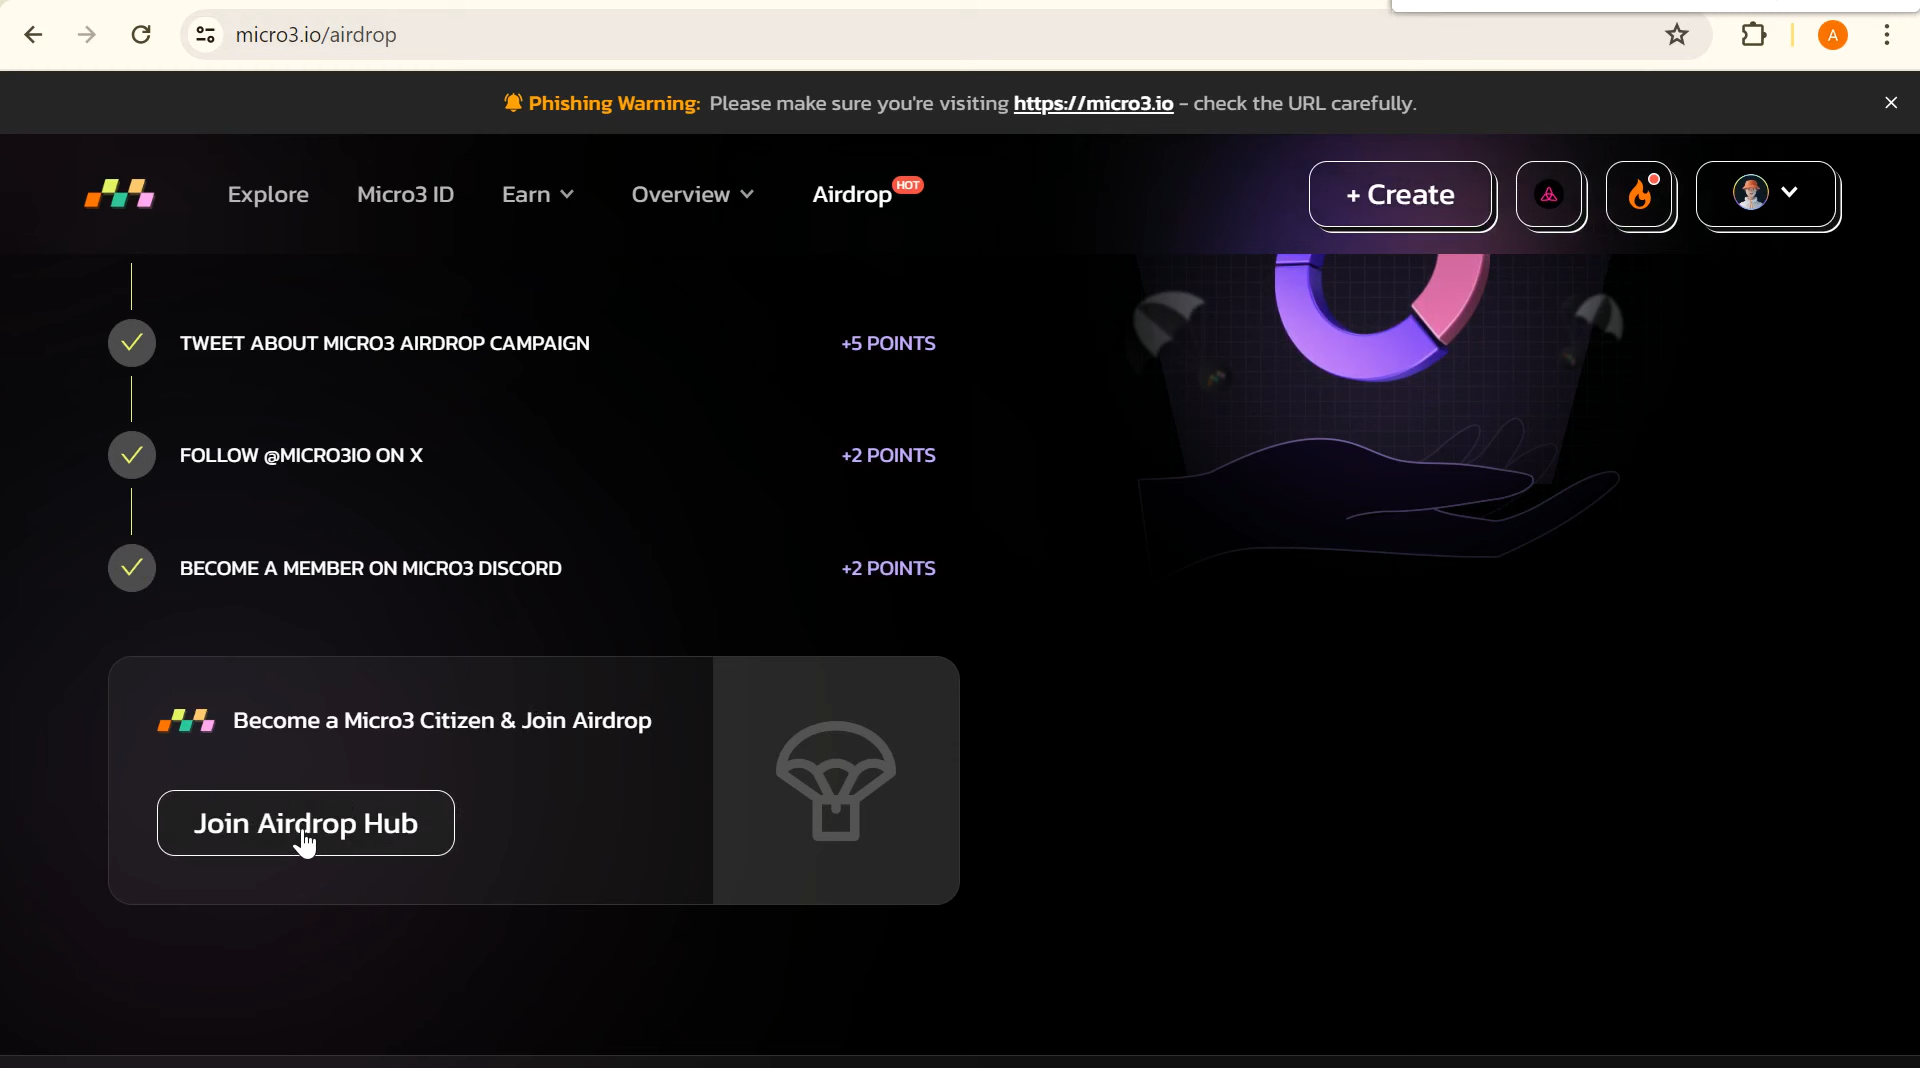 micro3.io/airdrop
A
Phishing Warning: Please make sure you're visiting https://micro3.io - check the URL carefully.
Explore
Micro3 ID
Earn
Overview
Airdrop
HOT
+ Create
TWEET ABOUT MICRO3 AIRDROP CAMPAIGN
+5 POINTS
FOLLOW @MICRO3IO ON X
+2 POINTS
BECOME A MEMBER ON MICRO3 DISCORD
+2 POINTS
Become a Micro3 Citizen & Join Airdrop
Join Airdrop Hub